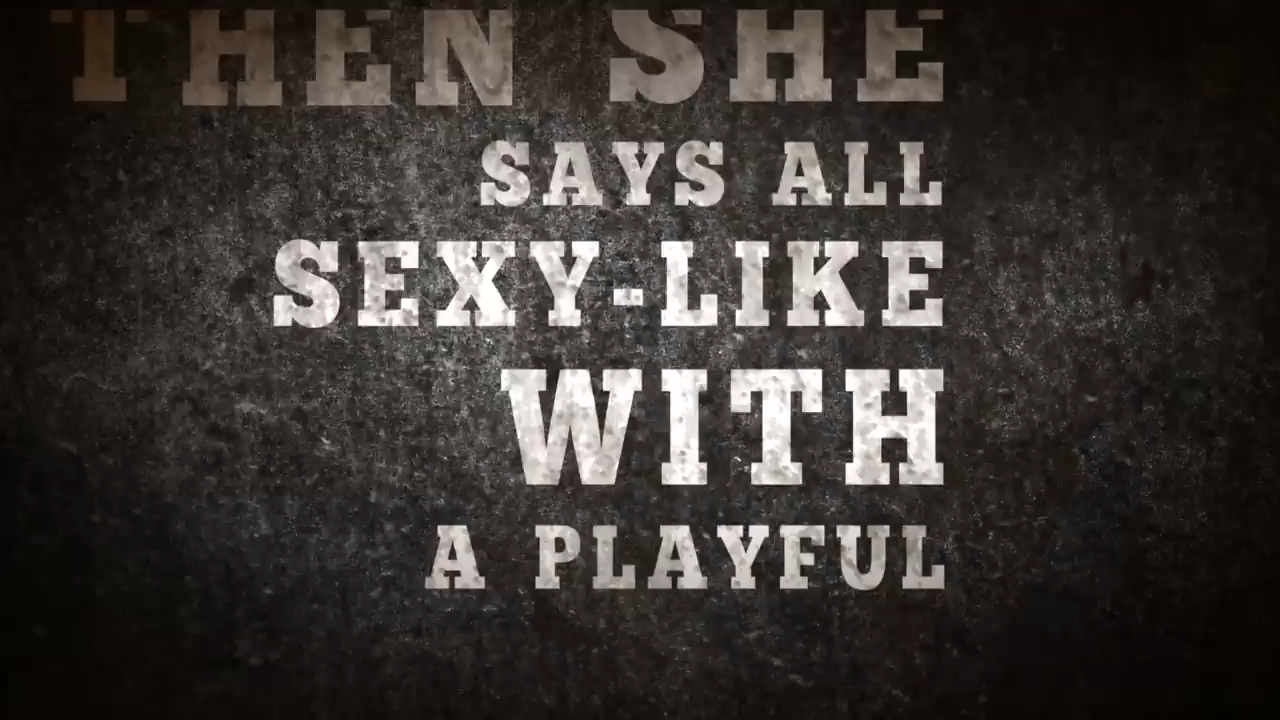 THEN SHE
SAYS ALL
SEXY-LIKE
WITH
A PLAYFUL